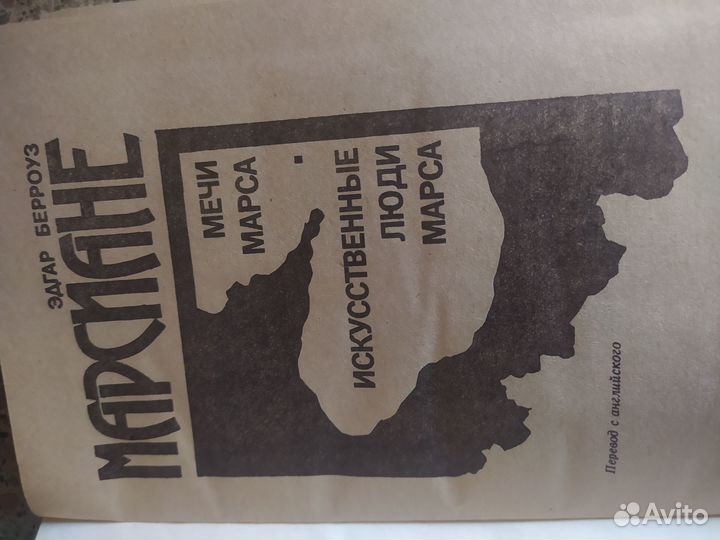 ЭДГАР БЕРРОУЗ
МАРСИАНЕ
МЕЧИ
МАРСА
ИСКУССТВЕННЫЕ
ЛЮДИ
МАРСА
Перевод с английского
Avito